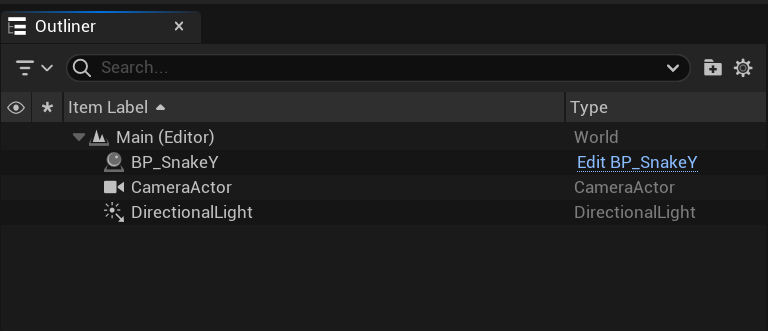 Outliner
Search...
Item Label Type
Main (Editor) World
BP_SnakeY Edit BP_SnakeY
CameraActor CameraActor
DirectionalLight DirectionalLight